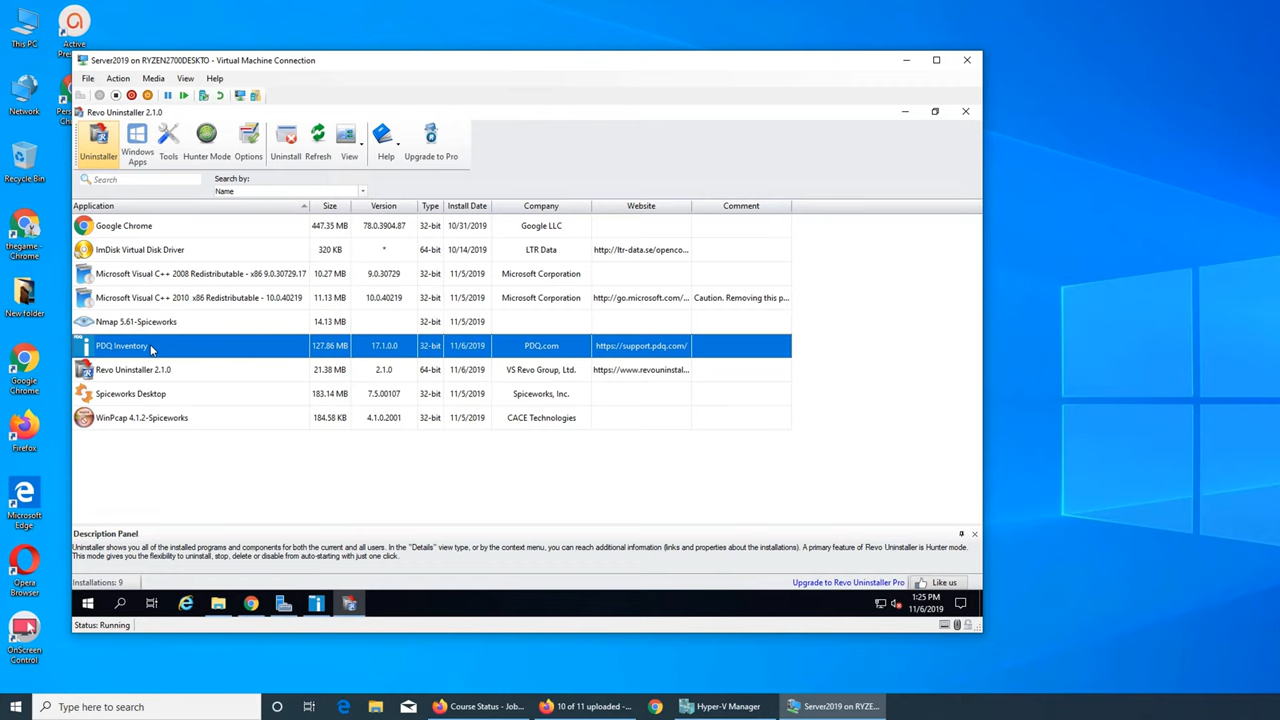 This PC
Active
Pre
Network
Pers
Ch
Recycle Bin
thegame -
Chrome
New folder
Google
Chrome
Firefox
Microsoft
Edge
Opera
Browser
OnScreen
Control
Server2019 on RYZEN2700DESKTO - Virtual Machine Connection
File Action Media View Help
Revo Uninstaller 2.1.0
Uninstaller Windows Apps Tools Hunter Mode Options Uninstall Refresh View Help Upgrade to Pro
Search
Search by:
Name
Application Size Version Type Install Date Company Website Comment
Google Chrome 447.35 MB 78.0.3904.87 32-bit 10/31/2019 Google LLC
ImDisk Virtual Disk Driver 320 KB * 64-bit 10/14/2019 LTR Data http://ltr-data.se/openco...
Microsoft Visual C++ 2008 Redistributable - x86 9.0.30729.17 10.27 MB 9.0.30729 32-bit 11/5/2019 Microsoft Corporation
Microsoft Visual C++ 2010 x86 Redistributable - 10.0.40219 11.13 MB 10.0.40219 32-bit 11/5/2019 Microsoft Corporation http://go.microsoft.com/... Caution. Removing this p...
Nmap 5.61-Spiceworks 14.13 MB 32-bit 11/5/2019
PDQ Inventory 127.86 MB 17.1.0.0 32-bit 11/6/2019 PDQ.com https://support.pdq.com/
Revo Uninstaller 2.1.0 21.38 MB 2.1.0 64-bit 11/6/2019 VS Revo Group, Ltd. https://www.revouninstal...
Spiceworks Desktop 183.14 MB 7.5.00107 32-bit 11/5/2019 Spiceworks, Inc.
WinPcap 4.1.2-Spiceworks 184.58 KB 4.1.0.2001 32-bit 11/5/2019 CACE Technologies
Description Panel
Uninstaller shows you all of the installed programs and components for both the current and all users. In the "Details" view type, or by the context menu, you can reach additional information (links and properties about the installations). A primary feature of Revo Uninstaller is Hunter mode.
This mode gives you the flexibility to uninstall, stop, delete or disable from auto-starting with just one click.
Installations: 9
Upgrade to Revo Uninstaller Pro Like us
1:25 PM
11/6/2019
Status: Running
Type here to search
Course Status - Job...
10 of 11 uploaded -...
Hyper-V Manager
Server2019 on RYZE...